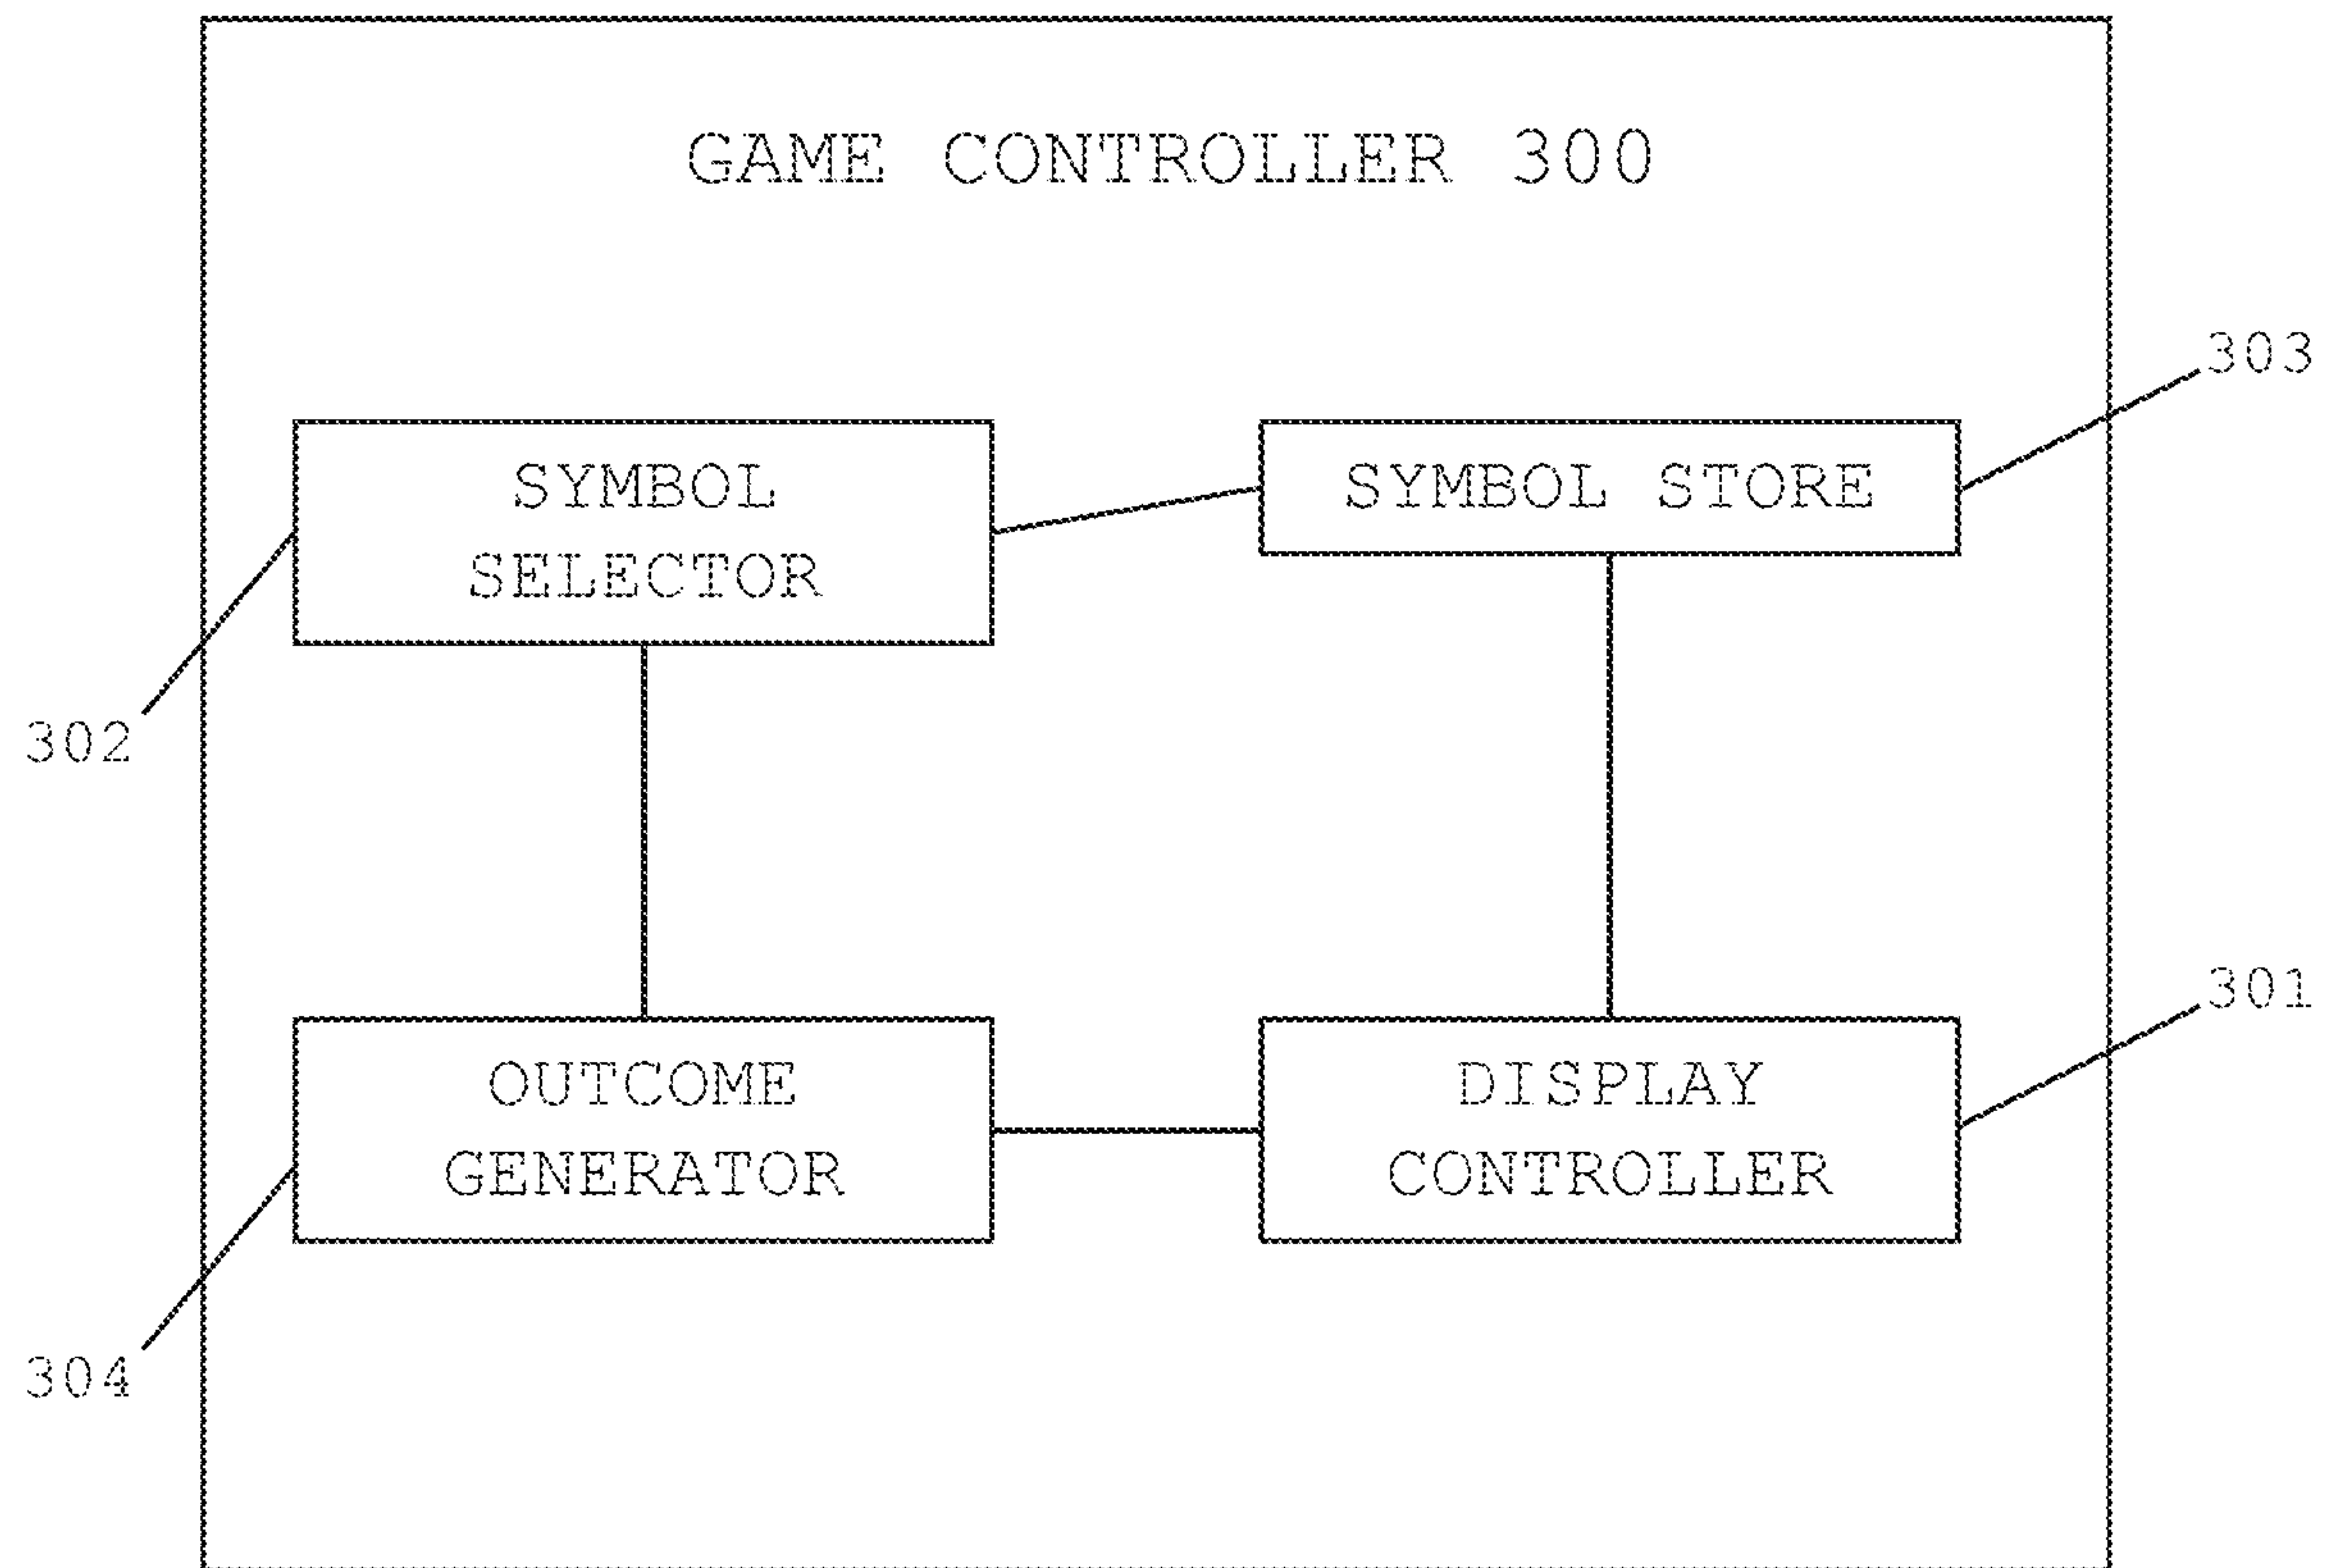 GAME CONTROLLER 300
303
SYMBOL
SELECTOR
SYMBOL STORE
302
301
OUTCOME
GENERATOR
DISPLAY
CONTROLLER
304